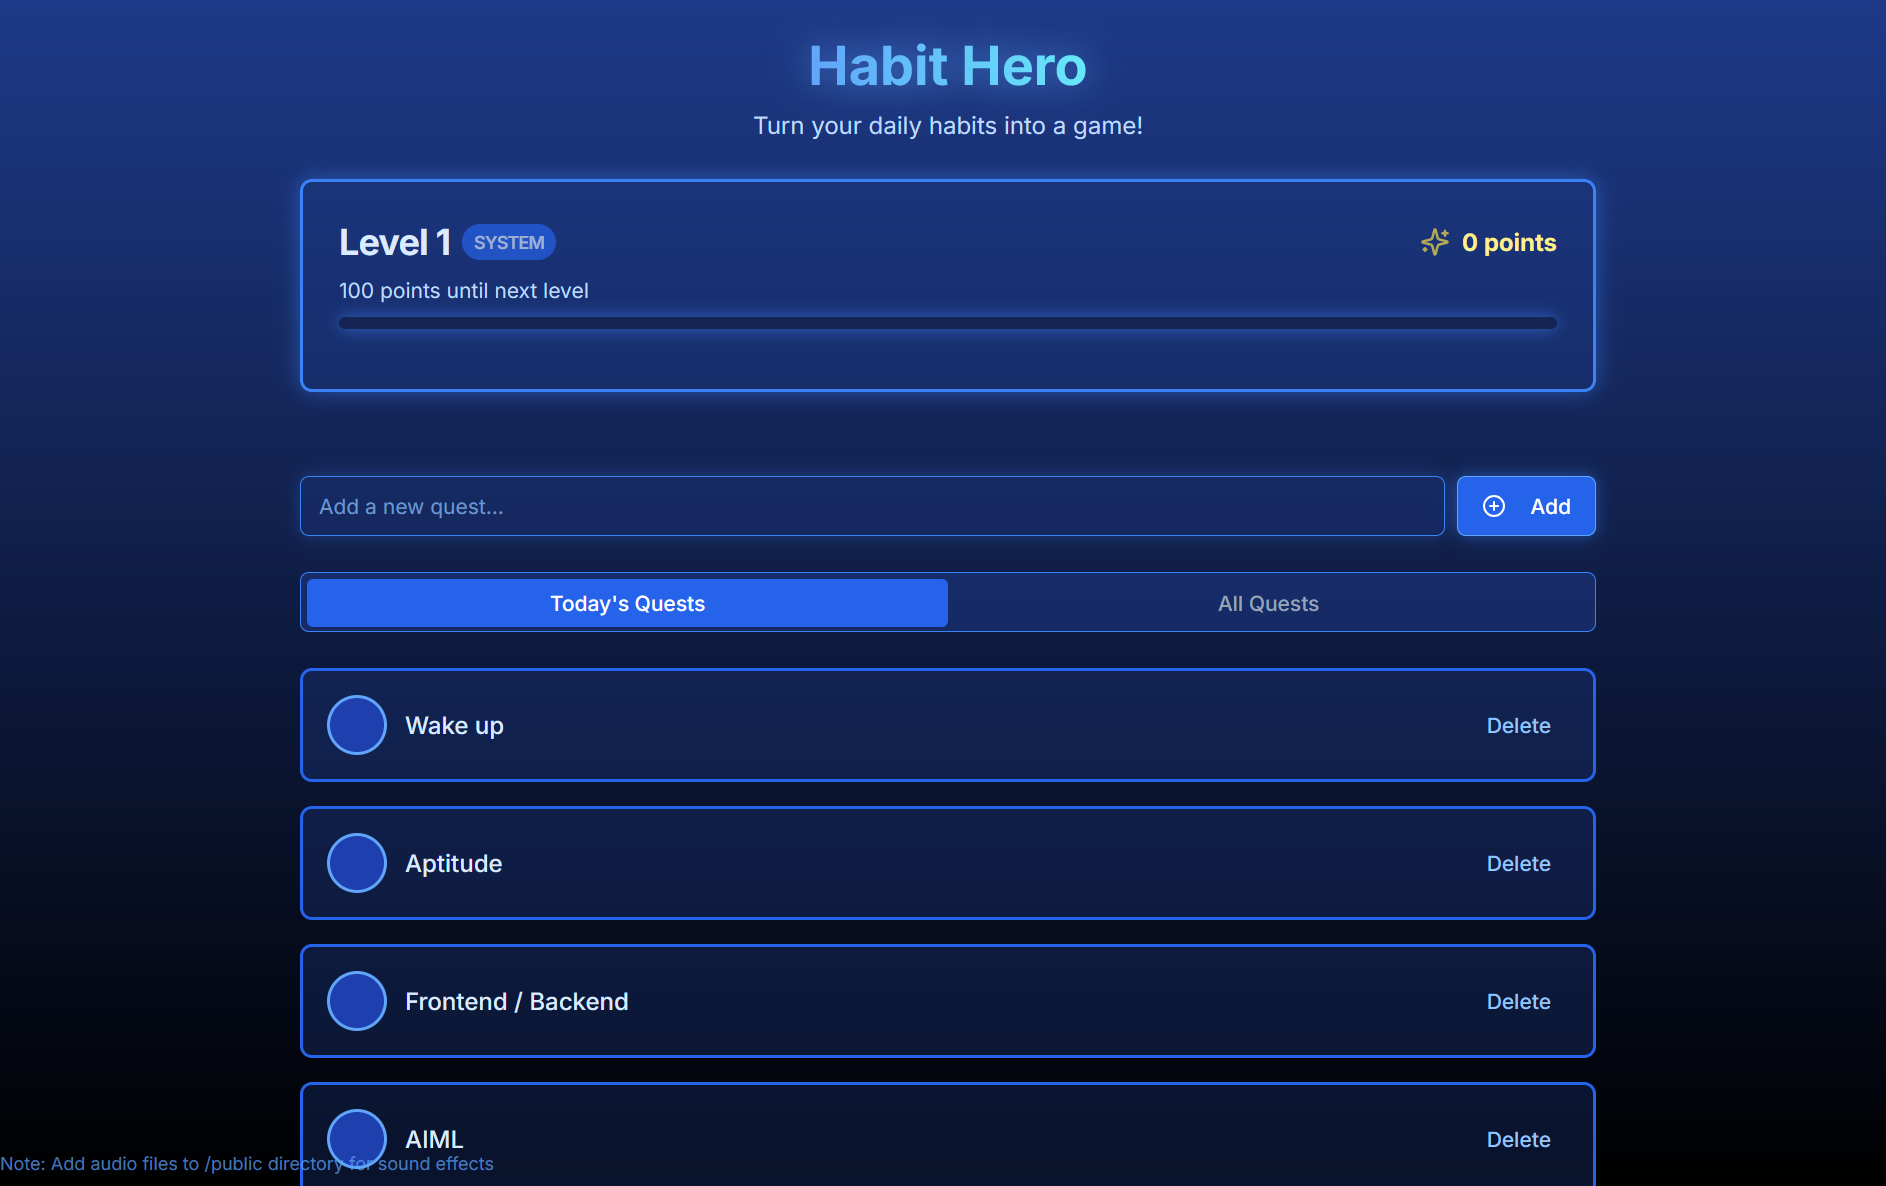 Habit Hero
Turn your daily habits into a game!
Level 1 SYSTEM
0 points
100 points until next level
Add a new quest...
Add
Today's Quests
All Quests
Wake up
Delete
Aptitude
Delete
Frontend / Backend
Delete
AIML
Delete
Note: Add audio files to /public directory for sound effects